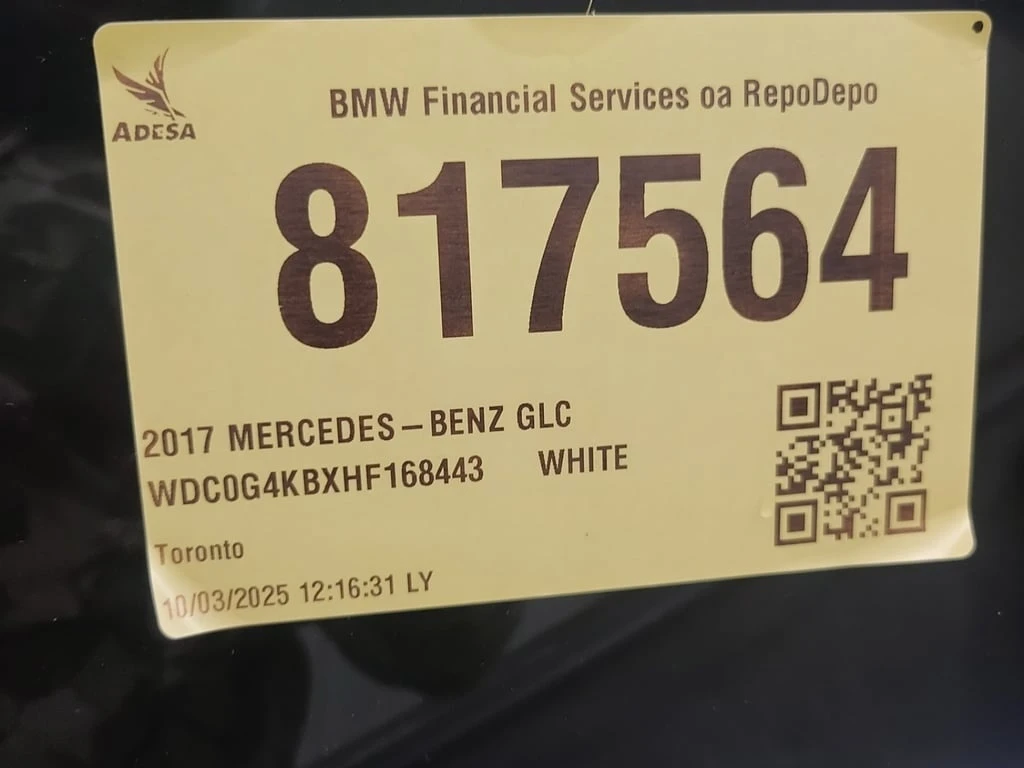 ADESA
BMW Financial Services oa RepoDepo
817564
2017 MERCEDES-BENZ GLC
WDC0G4KBXHF168443 WHITE
Toronto
10/03/2025 12:16:31 LY